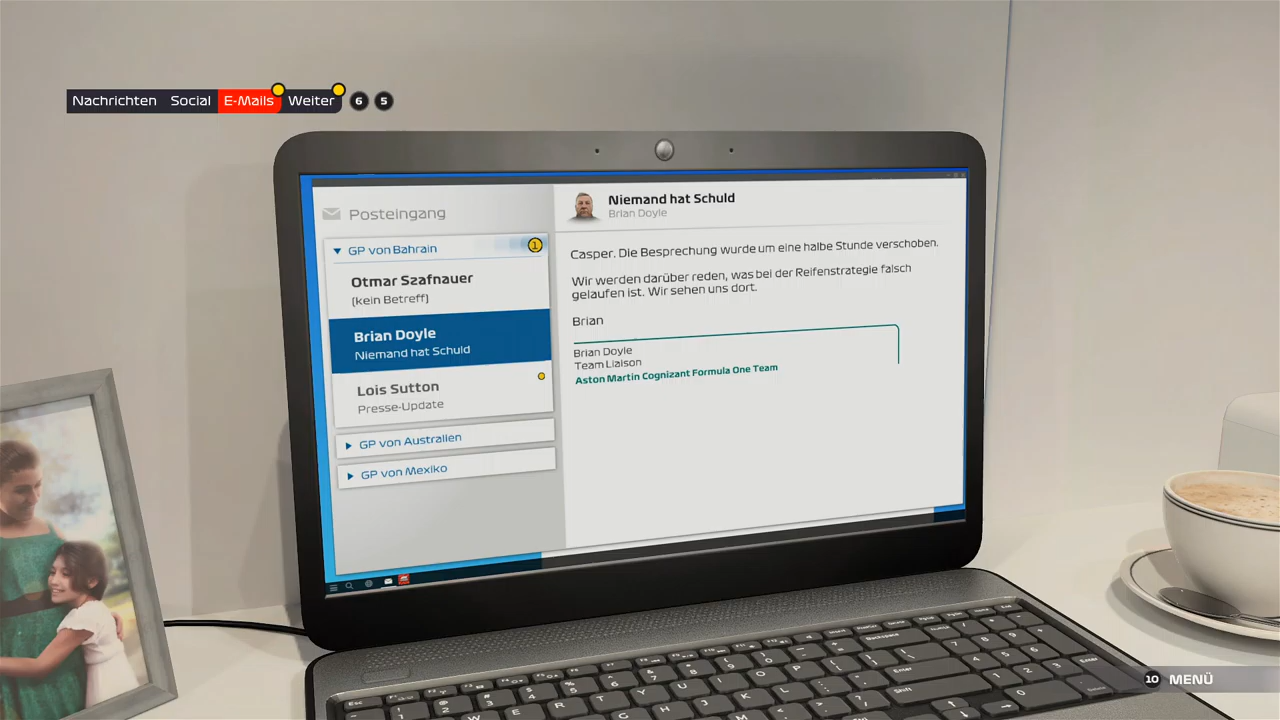 Nachrichten Social E-Mails Weiter 6 5
Posteingang
GP von Bahrain 1
Otmar Szafnauer
(kein Betreff)
Brian Doyle
Niemand hat Schuld
Lois Sutton
Presse-Update
GP von Australien
GP von Mexiko
Niemand hat Schuld
Brian Doyle
Casper. Die Besprechung wurde um eine halbe Stunde verschoben.
Wir werden darüber reden, was bei der Reifenstrategie falsch
gelaufen ist. Wir sehen uns dort.
Brian
Brian Doyle
Team Liaison
Aston Martin Cognizant Formula One Team
10 MENÜ